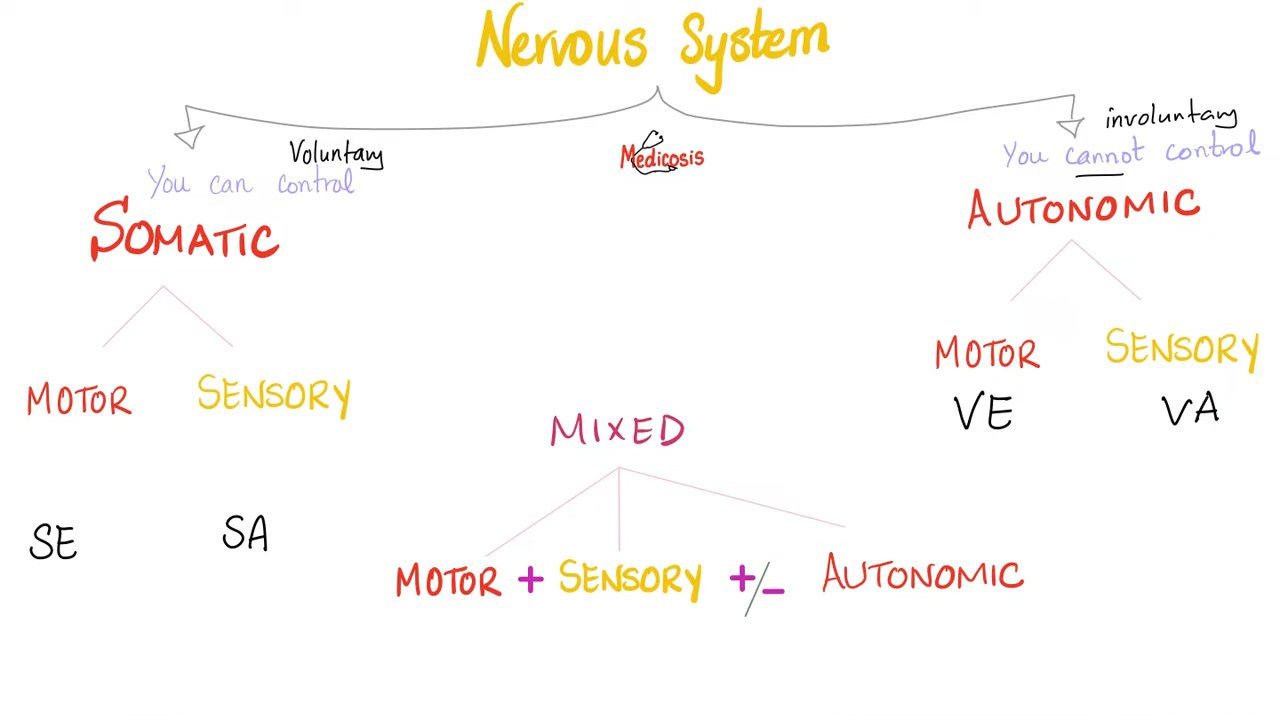 Nervous System
Voluntary
You can control
SOMATIC
MOTOR SENSORY
SE SA
Medicosis
involuntary
You cannot control
AUTONOMIC
MOTOR SENSORY
VE VA
MIXED
MOTOR + SENSORY +/- AUTONOMIC